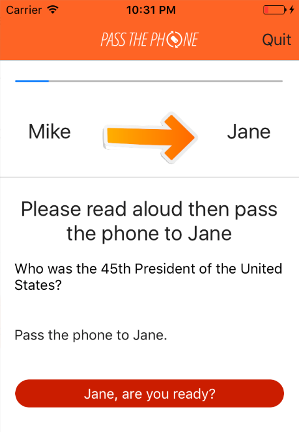 Carrier 10:31 PM
PASS THE PHONE Quit
Mike Jane
Please read aloud then pass
the phone to Jane
Who was the 45th President of the United
States?
Pass the phone to Jane.
Jane, are you ready?